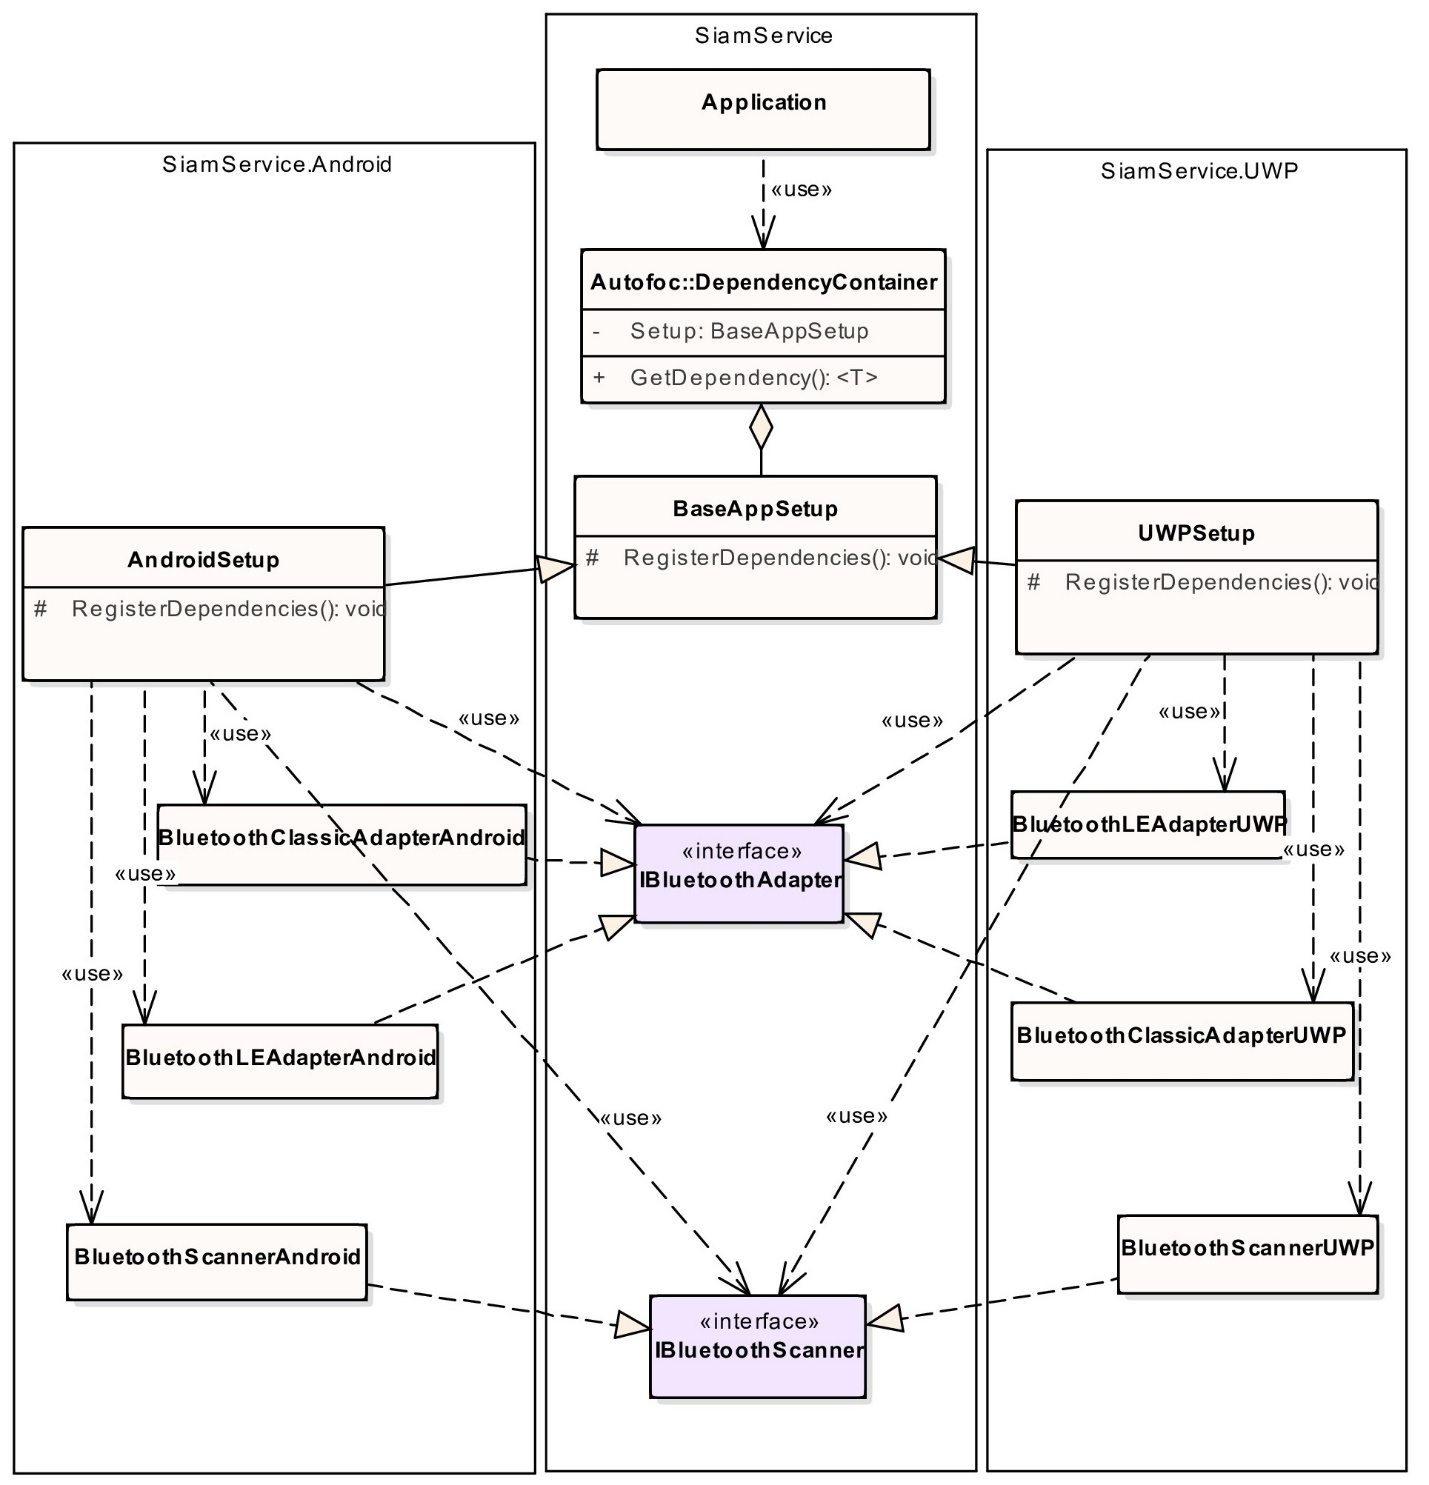 SiamService
Application
SiamService.Android
SiamService.UWP
«use»
Autofoc::DependencyContainer
- Setup: BaseAppSetup
+ GetDependency(): <T>
BaseAppSetup
# RegisterDependencies(): void
AndroidSetup
# RegisterDependencies(): void
UWPSetup
# RegisterDependencies(): void
«use»
«use»
«use»
«use»
BluetoothClassicAdapterAndroid
«interface»
IBluetoothAdapter
BluetoothLEAdapterUWP
«use»
«use»
«use»
«use»
BluetoothLEAdapterAndroid
BluetoothClassicAdapterUWP
«use»
«use»
BluetoothScannerAndroid
BluetoothScannerUWP
«interface»
IBluetoothScanner